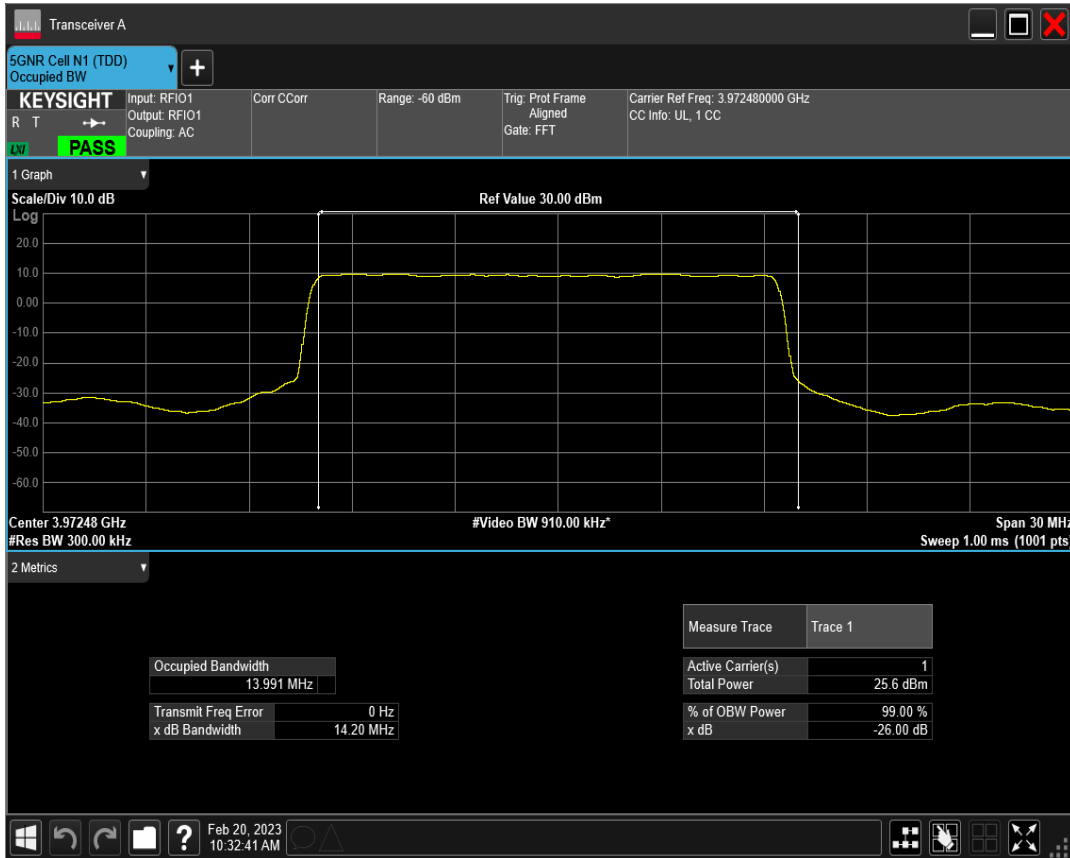 Transceiver A
5GNR Cell N1 (TDD)
Occupied BW
+
KEYSIGHT
R T
LXI
PASS
Input: RFIO1
Output: RFIO1
Coupling: AC
Corr CCorr
Range: -60 dBm
Trig: Prot Frame
Aligned
Gate: FFT
Carrier Ref Freq: 3.972480000 GHz
CC Info: UL, 1 CC
1 Graph
Scale/Div 10.0 dB
Ref Value 30.00 dBm
Log
20.0
10.0
0.00
-10.0
-20.0
-30.0
-40.0
-50.0
-60.0
Center 3.97248 GHz
#Video BW 910.00 kHz*
Span 30 MHz
#Res BW 300.00 kHz
Sweep 1.00 ms (1001 pts)
2 Metrics
Measure Trace Trace 1
Occupied Bandwidth
13.991 MHz
Transmit Freq Error 0 Hz
x dB Bandwidth 14.20 MHz
Active Carrier(s) 1
Total Power 25.6 dBm
% of OBW Power 99.00 %
x dB -26.00 dB
?
Feb 20, 2023
10:32:41 AM